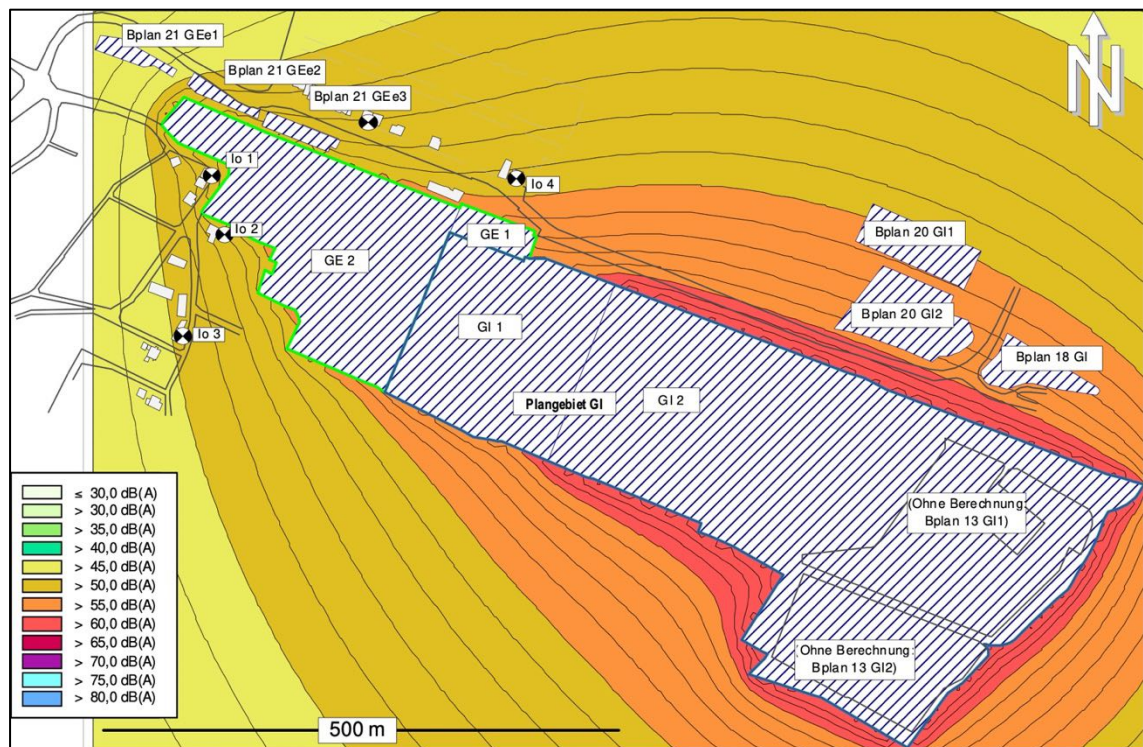 Bplan 21 GEe1
Bplan 21 GEe2
Bplan 21 GEe3
N
Io 1
Io 4
Io 2
GE 1
Bplan 20 GI1
GE 2
Bplan 20 GI2
GI 1
Io 3
Bplan 18 GI
Plangebiet GI
GI 2
≤ 30,0 dB(A)
> 30,0 dB(A)
> 35,0 dB(A)
> 40,0 dB(A)
> 45,0 dB(A)
> 50,0 dB(A)
> 55,0 dB(A)
> 60,0 dB(A)
> 65,0 dB(A)
> 70,0 dB(A)
> 75,0 dB(A)
> 80,0 dB(A)
(Ohne Berechnung:
Bplan 13 GI1)
(Ohne Berechnung:
Bplan 13 GI2)
500 m